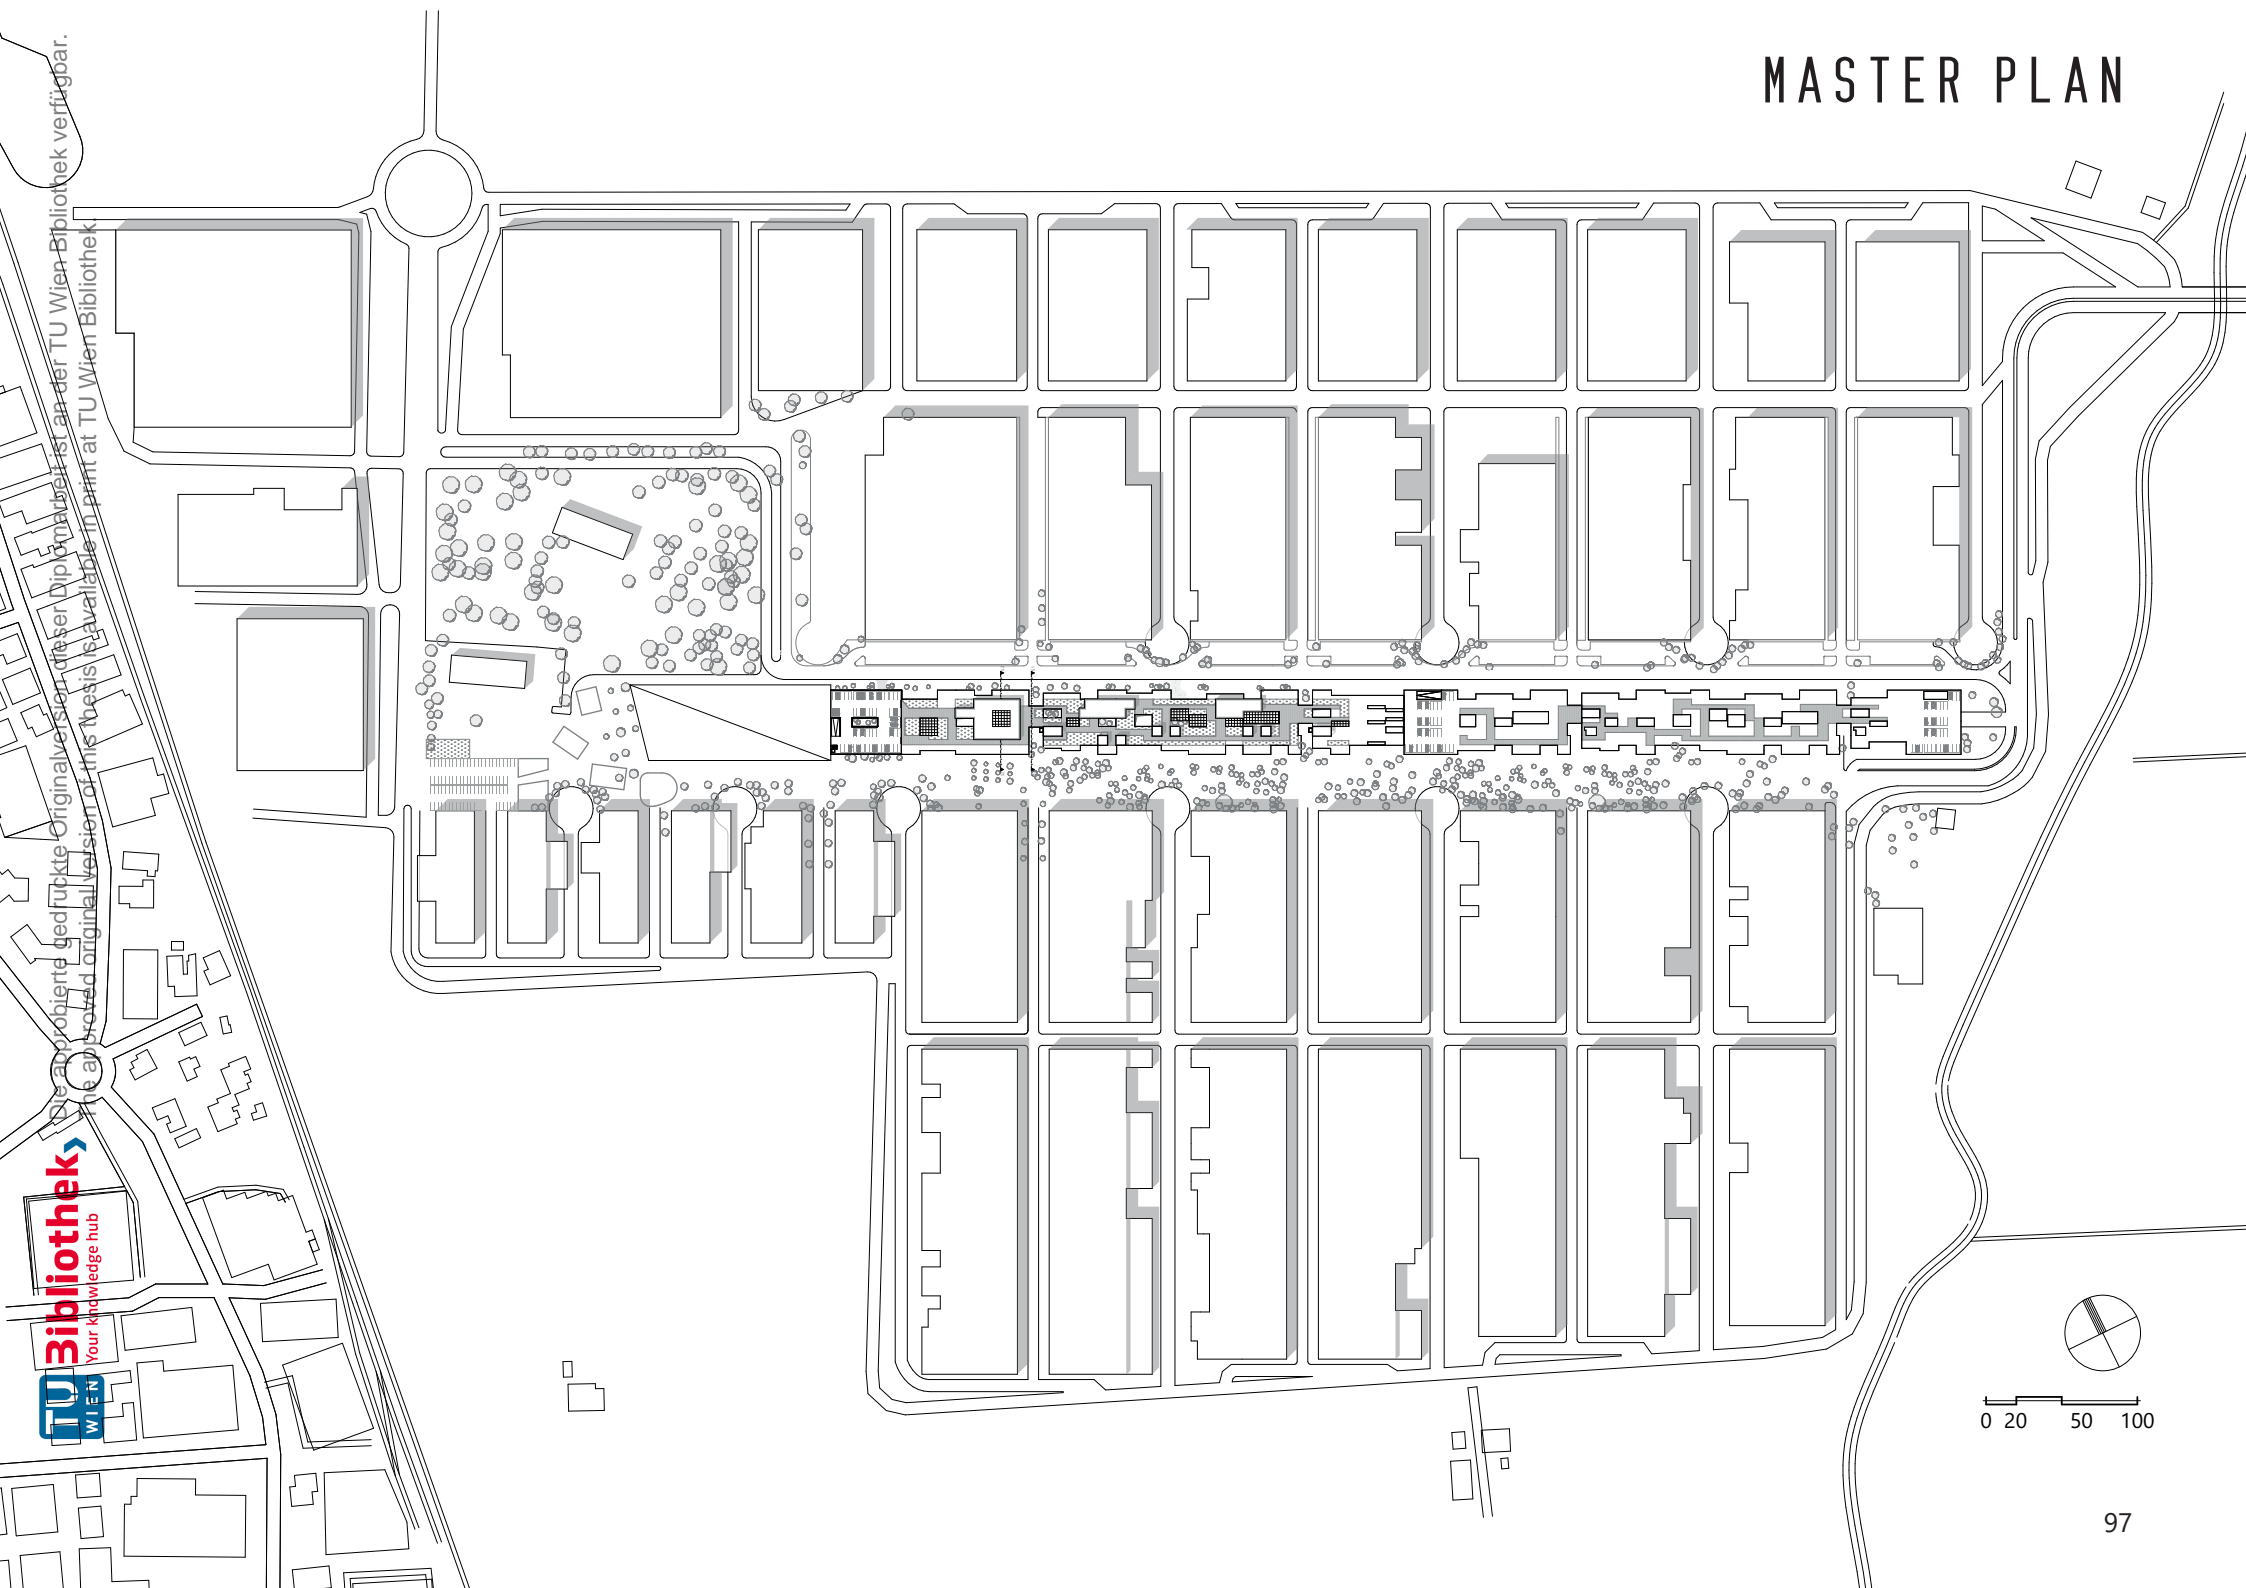 MASTER PLAN
Die approbierte gedruckte Originalversion dieser Diplomarbeit ist an der TU Wien Bibliothek verfügbar.
The approved original version of this thesis is available in print at TU Wien Bibliothek.
Bibliothek
Your knowledge hub
TU
WIEN
0 20 50 100
97